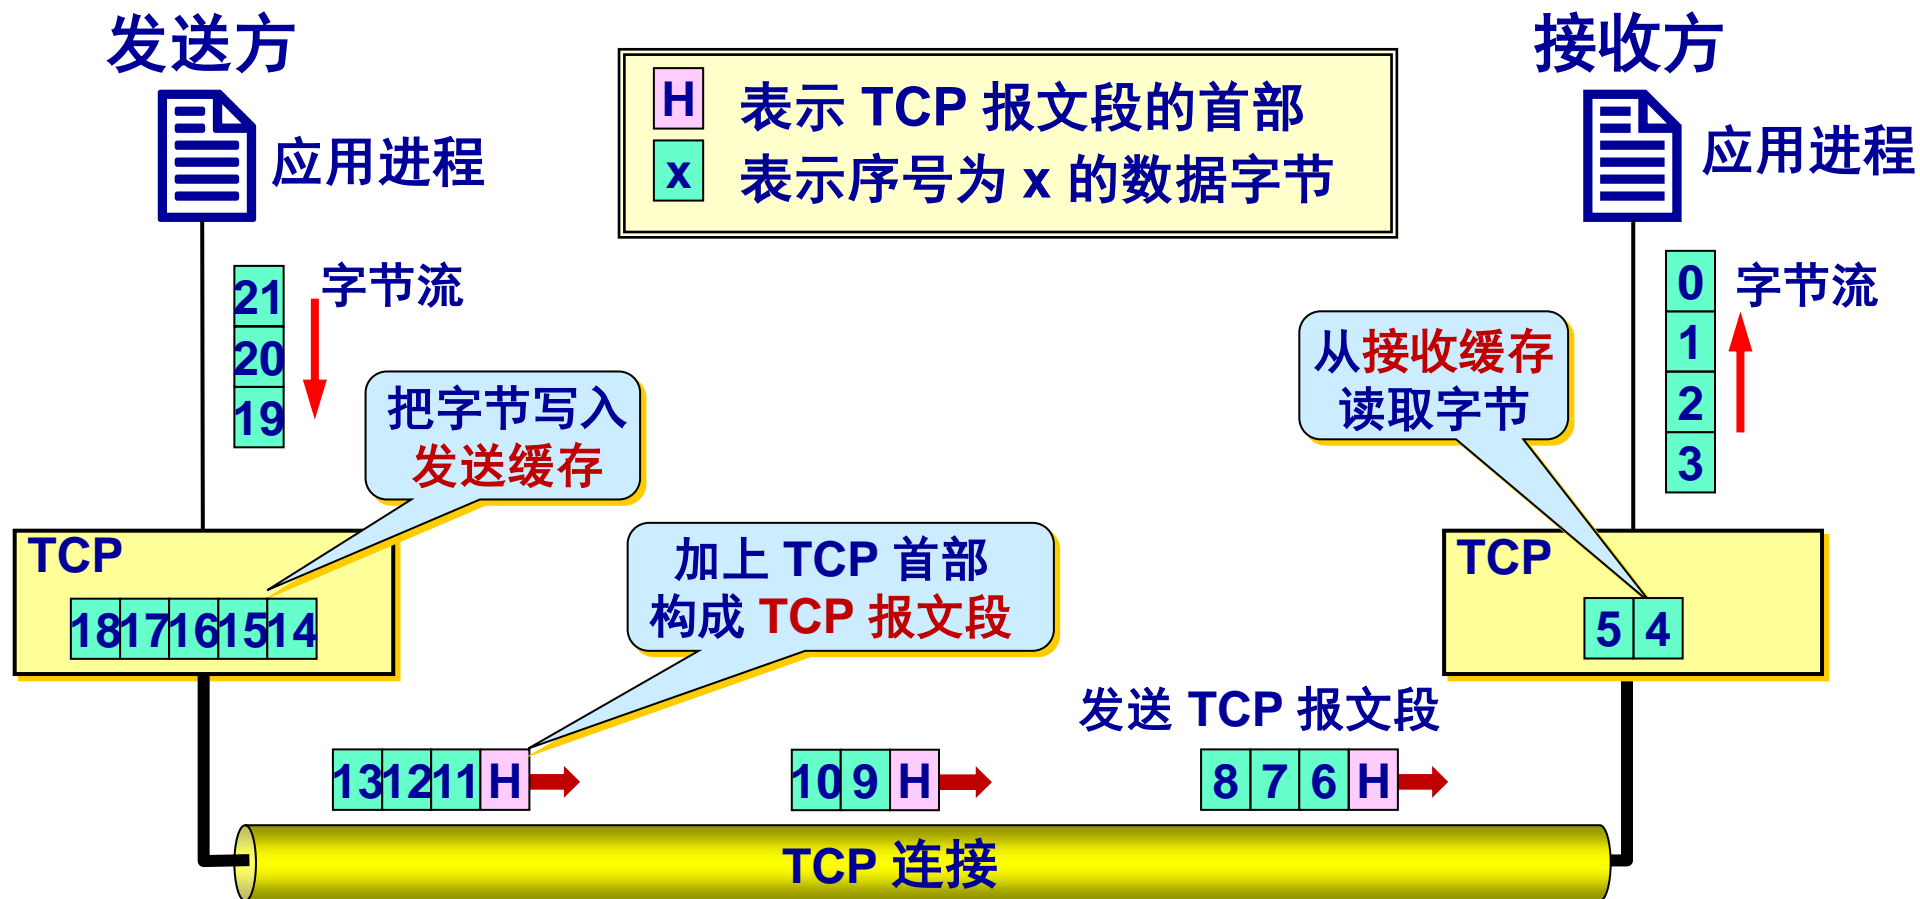 发送方
接收方
H 表示 TCP 报文段的首部
x 表示序号为 x 的数据字节
应用进程
应用进程
21
20
19
字节流
0
1
2
3
字节流
把字节写入
发送缓存
从接收缓存
读取字节
TCP
18 17 16 15 14
加上 TCP 首部
构成 TCP 报文段
TCP
5 4
发送 TCP 报文段
13 12 11 H
10 9 H
8 7 6 H
TCP 连接